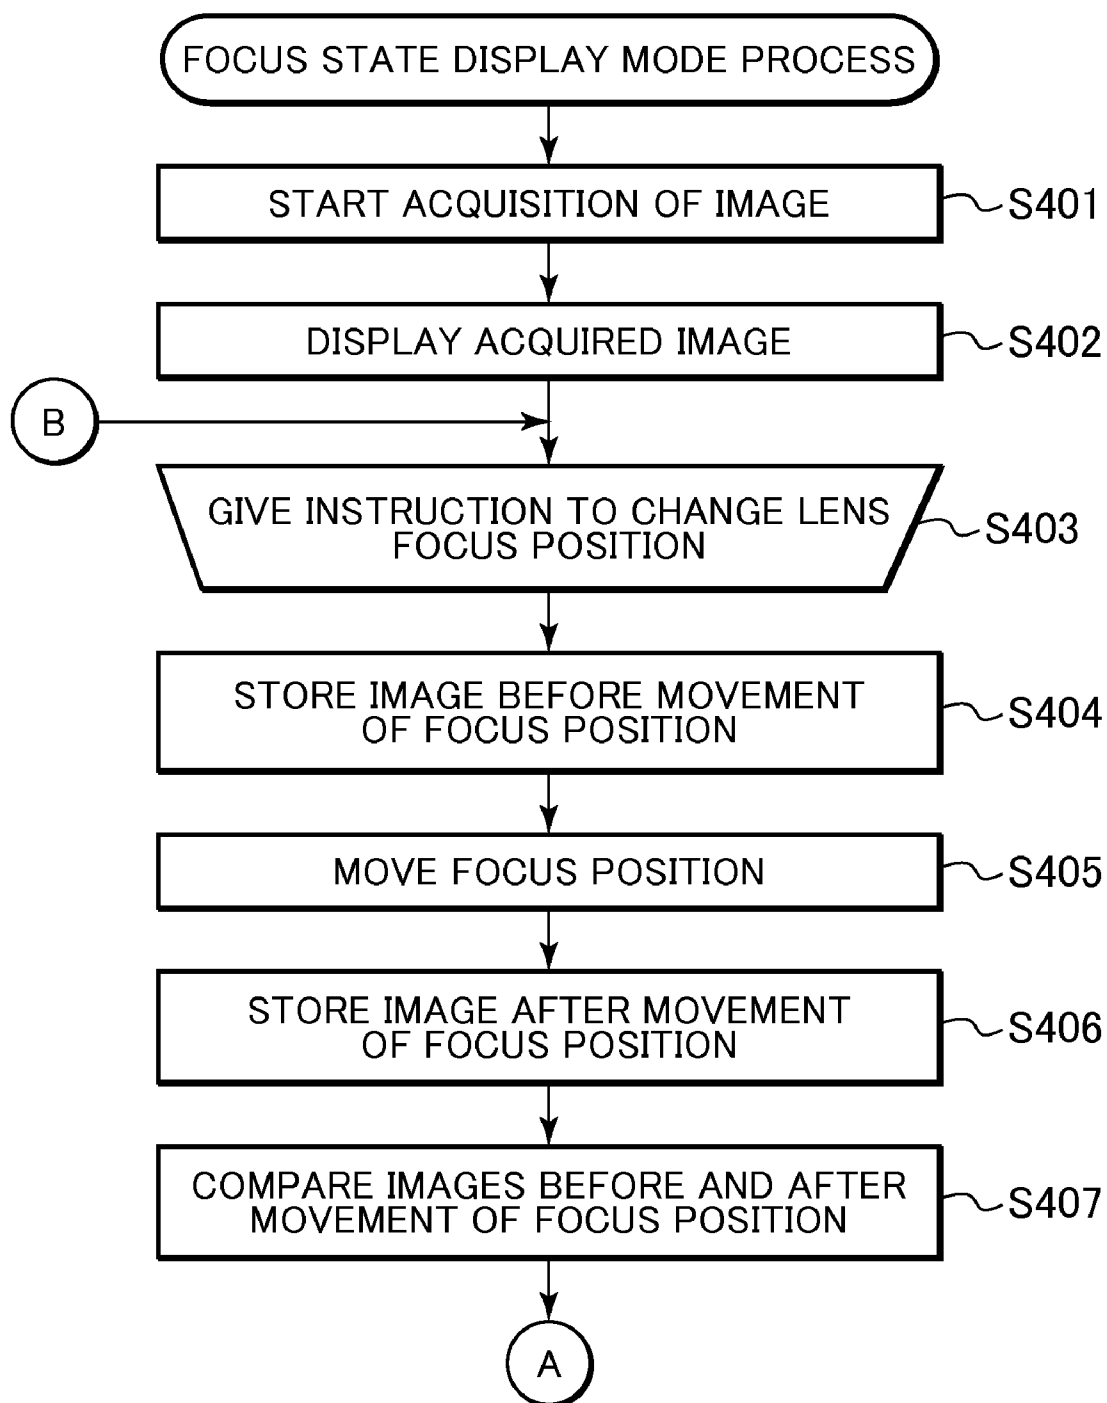 FOCUS STATE DISPLAY MODE PROCESS
START ACQUISITION OF IMAGE
S401
DISPLAY ACQUIRED IMAGE
S402
B
GIVE INSTRUCTION TO CHANGE LENS
FOCUS POSITION
S403
STORE IMAGE BEFORE MOVEMENT
OF FOCUS POSITION
S404
MOVE FOCUS POSITION
S405
STORE IMAGE AFTER MOVEMENT
OF FOCUS POSITION
S406
COMPARE IMAGES BEFORE AND AFTER
MOVEMENT OF FOCUS POSITION
S407
A